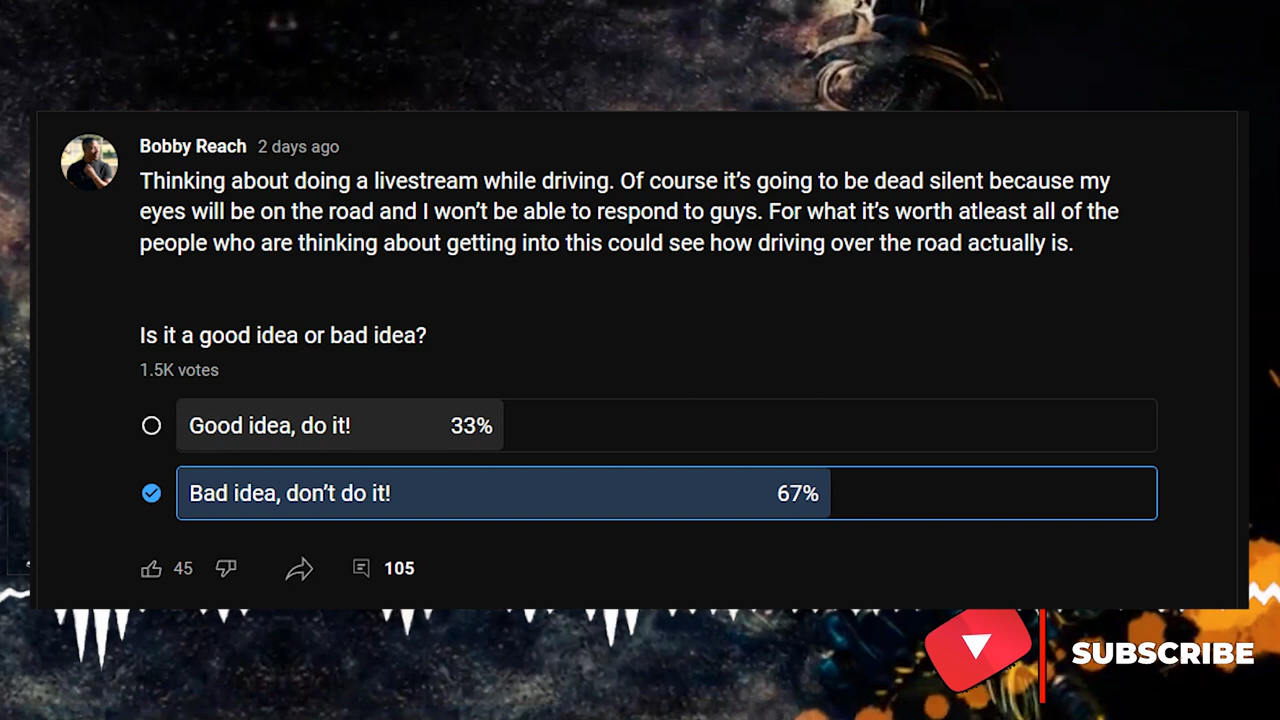 Bobby Reach 2 days ago
Thinking about doing a livestream while driving. Of course it’s going to be dead silent because my
eyes will be on the road and I won’t be able to respond to guys. For what it’s worth atleast all of the
people who are thinking about getting into this could see how driving over the road actually is.
Is it a good idea or bad idea?
1.5K votes
Good idea, do it! 33%
Bad idea, don’t do it! 67%
45 105
SUBSCRIBE